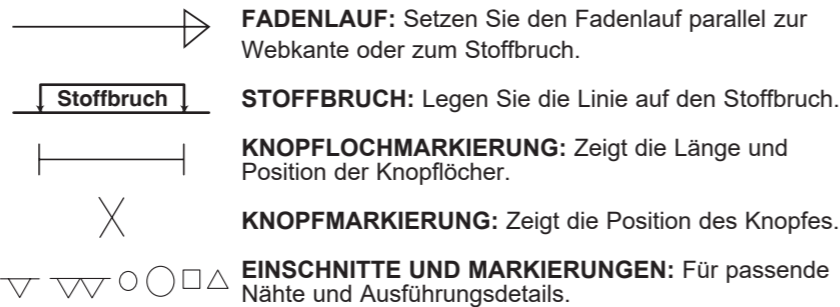 FADENLAUF: Setzen Sie den Fadenlauf parallel zur
Webkante oder zum Stoffbruch.
Stoffbruch
STOFFBRUCH: Legen Sie die Linie auf den Stoffbruch.
KNOPFLOCHMARKIERUNG: Zeigt die Länge und
Position der Knopflöcher.
KNOPFMARKIERUNG: Zeigt die Position des Knopfes.
EINSCHNITTE UND MARKIERUNGEN: Für passende
Nähte und Ausführungsdetails.